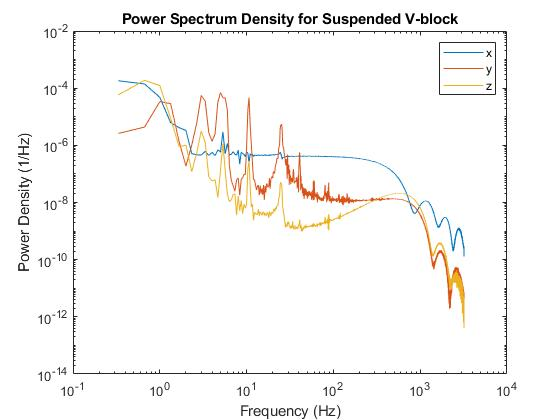 Power Spectrum Density for Suspended V-block
10^-2
x
y
z
10^-4
10^-6
10^-8
10^-10
10^-12
10^-14
Power Density (1/Hz)
10^-1 10^0 10^1 10^2 10^3 10^4
Frequency (Hz)